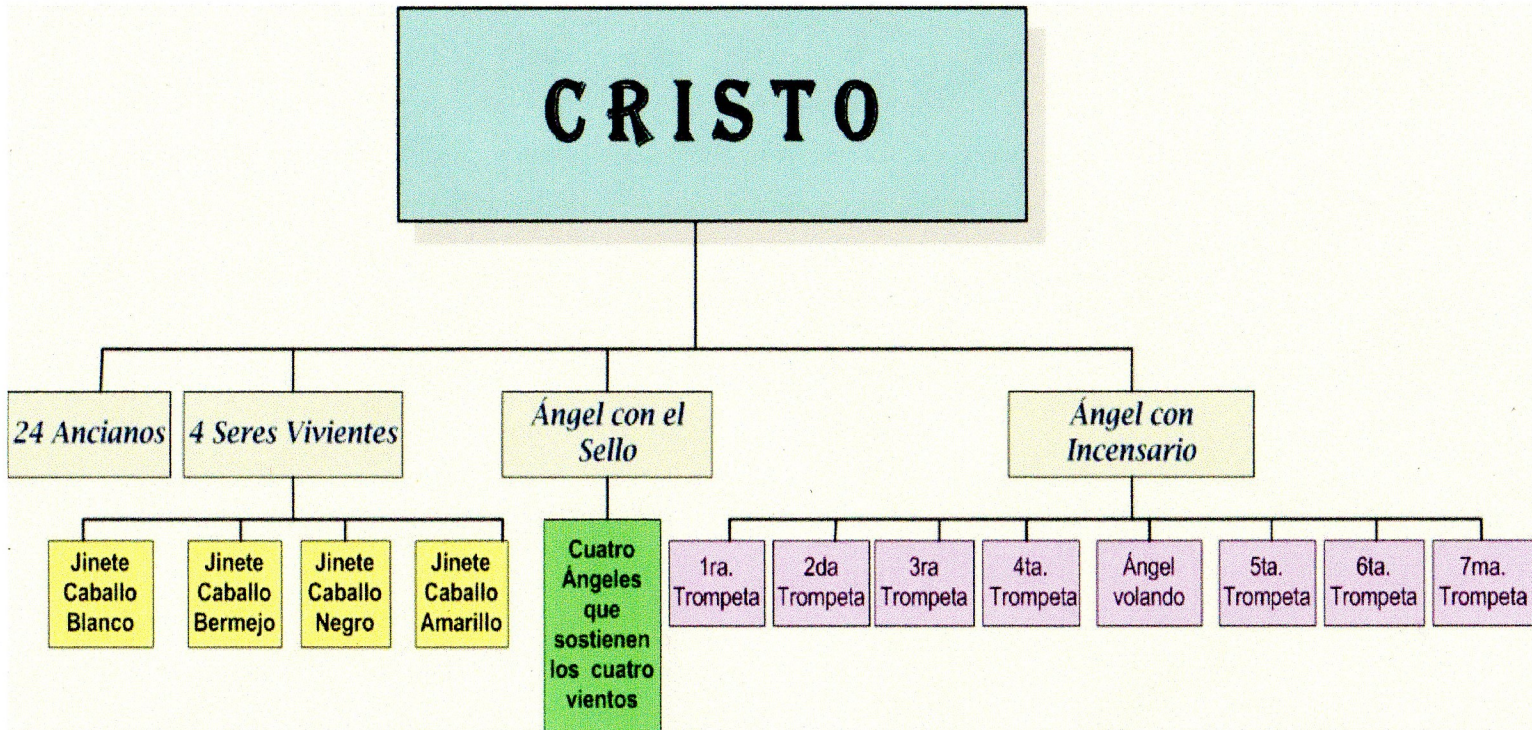 CRISTO
24 Ancianos
4 Seres Vivientes
Ángel con el
Sello
Ángel con
Incensario
Jinete
Caballo
Blanco
Jinete
Caballo
Bermejo
Jinete
Caballo
Negro
Jinete
Caballo
Amarillo
Cuatro
Ángeles
que
sostienen
los cuatro
vientos
1ra.
Trompeta
2da
Trompeta
3ra
Trompeta
4ta.
Trompeta
Ángel
volando
5ta.
Trompeta
6ta.
Trompeta
7ma.
Trompeta